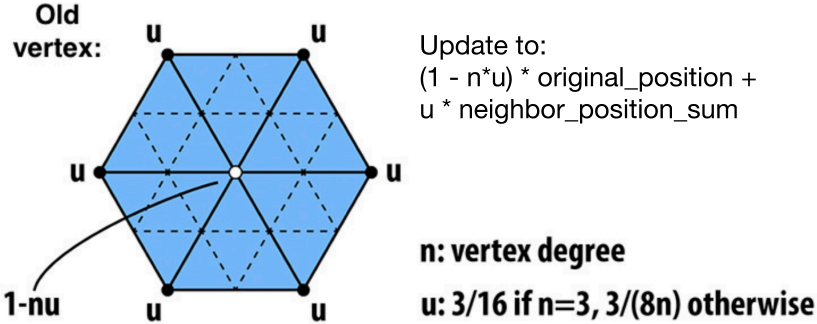 Old
vertex:
u
u
u
u
u
u
1-nu
Update to:
(1 - n*u) * original_position +
u * neighbor_position_sum
n: vertex degree
u: 3/16 if n=3, 3/(8n) otherwise